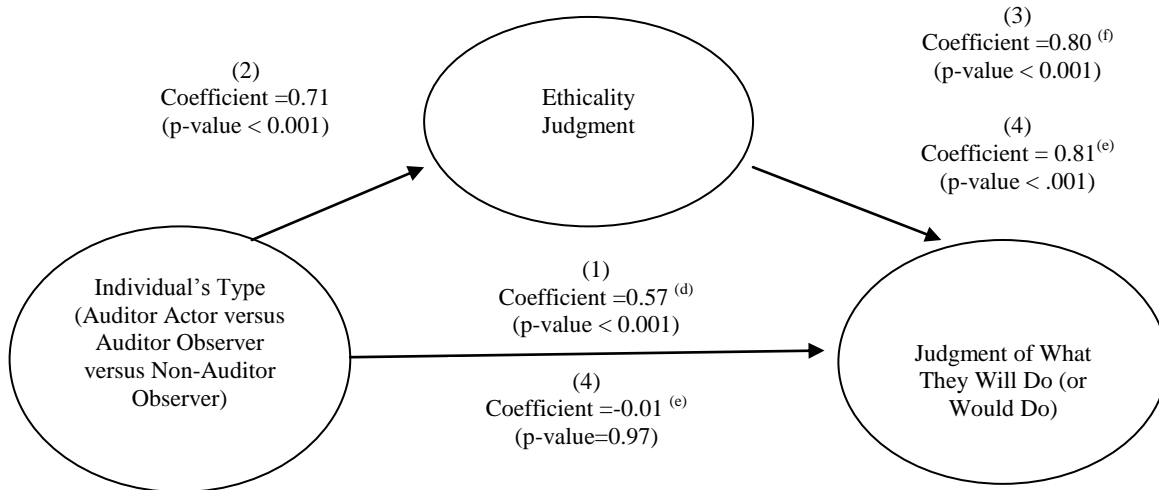 (2)
Coefficient =0.71
(p-value < 0.001)
Ethicality
Judgment
(3)
Coefficient =0.80 (f)
(p-value < 0.001)
(4)
Coefficient = 0.81(e)
(p-value < .001)
Individual’s Type
(Auditor Actor versus
Auditor Observer
versus Non-Auditor
Observer)
(1)
Coefficient =0.57 (d)
(p-value < 0.001)
(4)
Coefficient =-0.01 (e)
(p-value=0.97)
Judgment of What
They Will Do (or
Would Do)